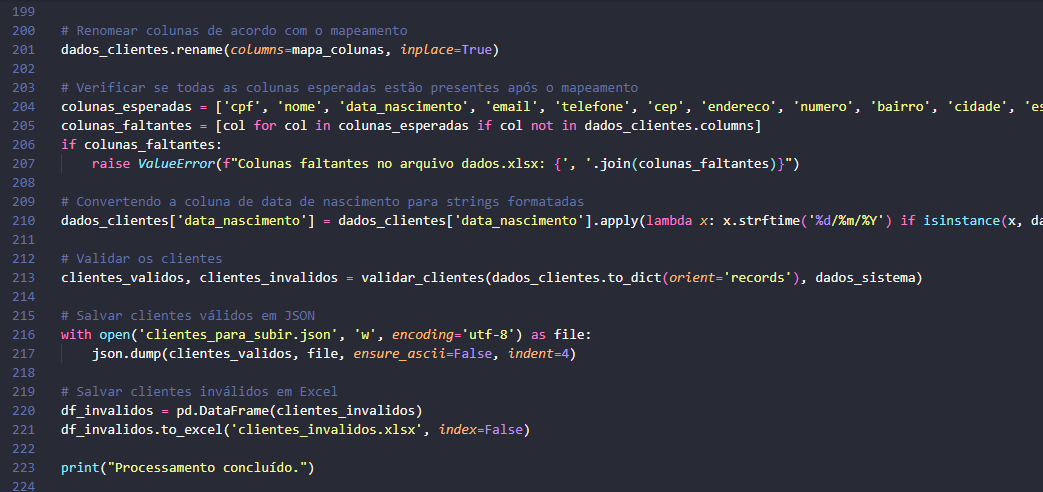 199
200 # Renomear colunas de acordo com o mapeamento
201 dados_clientes.rename(columns=mapa_colunas, inplace=True)
202
203 # Verificar se todas as colunas esperadas estão presentes após o mapeamento
204 colunas_esperadas = ['cpf', 'nome', 'data_nascimento', 'email', 'telefone', 'cep', 'endereco', 'numero', 'bairro', 'cidade', 'es
205 colunas_faltantes = [col for col in colunas_esperadas if col not in dados_clientes.columns]
206 if colunas_faltantes:
207     raise ValueError(f"Colunas faltantes no arquivo dados.xlsx: {', '.join(colunas_faltantes)}")
208
209 # Convertendo a coluna de data de nascimento para strings formatadas
210 dados_clientes['data_nascimento'] = dados_clientes['data_nascimento'].apply(lambda x: x.strftime('%d/%m/%Y') if isinstance(x, da
211
212 # Validar os clientes
213 clientes_validos, clientes_invalidos = validar_clientes(dados_clientes.to_dict(orient='records'), dados_sistema)
214
215 # Salvar clientes válidos em JSON
216 with open('clientes_para_subir.json', 'w', encoding='utf-8') as file:
217     json.dump(clientes_validos, file, ensure_ascii=False, indent=4)
218
219 # Salvar clientes inválidos em Excel
220 df_invalidos = pd.DataFrame(clientes_invalidos)
221 df_invalidos.to_excel('clientes_invalidos.xlsx', index=False)
222
223 print("Processamento concluído.")
224